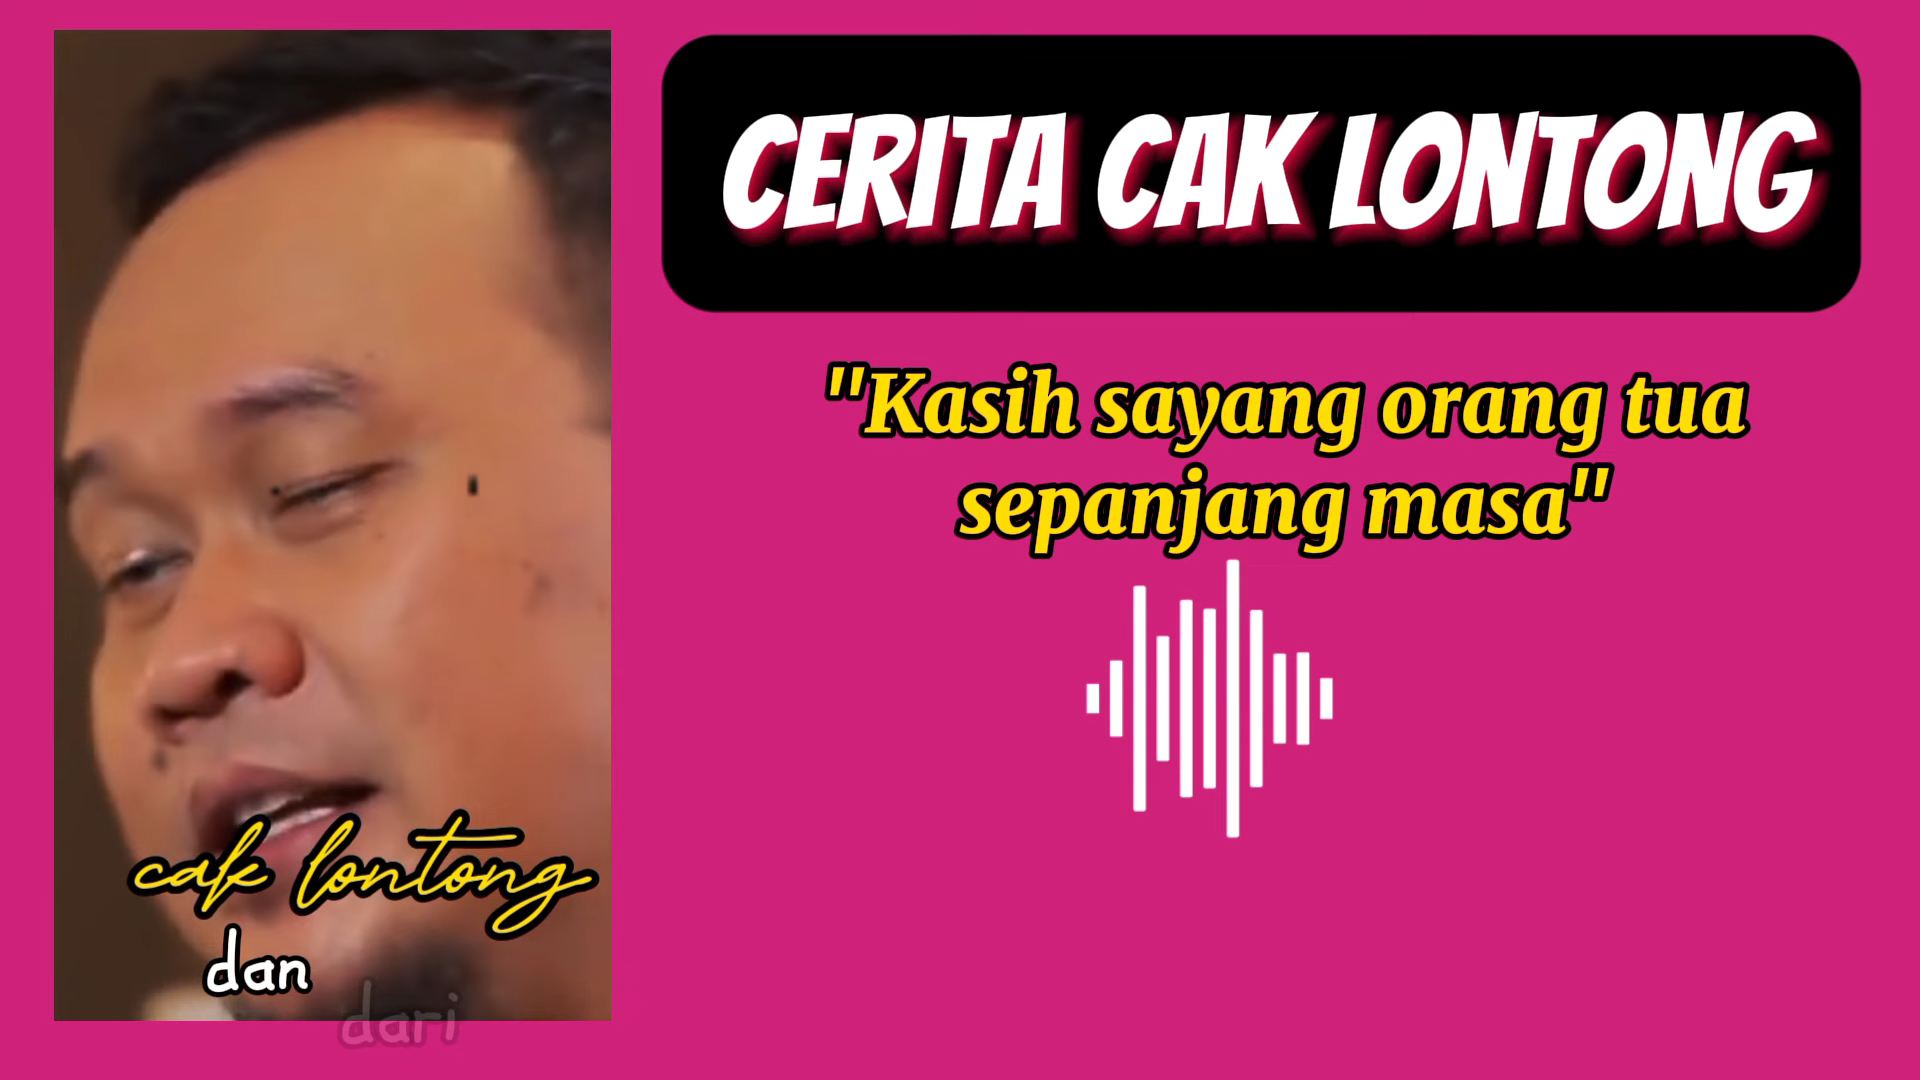 CERITA CAK LONTONG
"Kasih sayang orang tua
sepanjang masa"
cak lontong
dan
dari